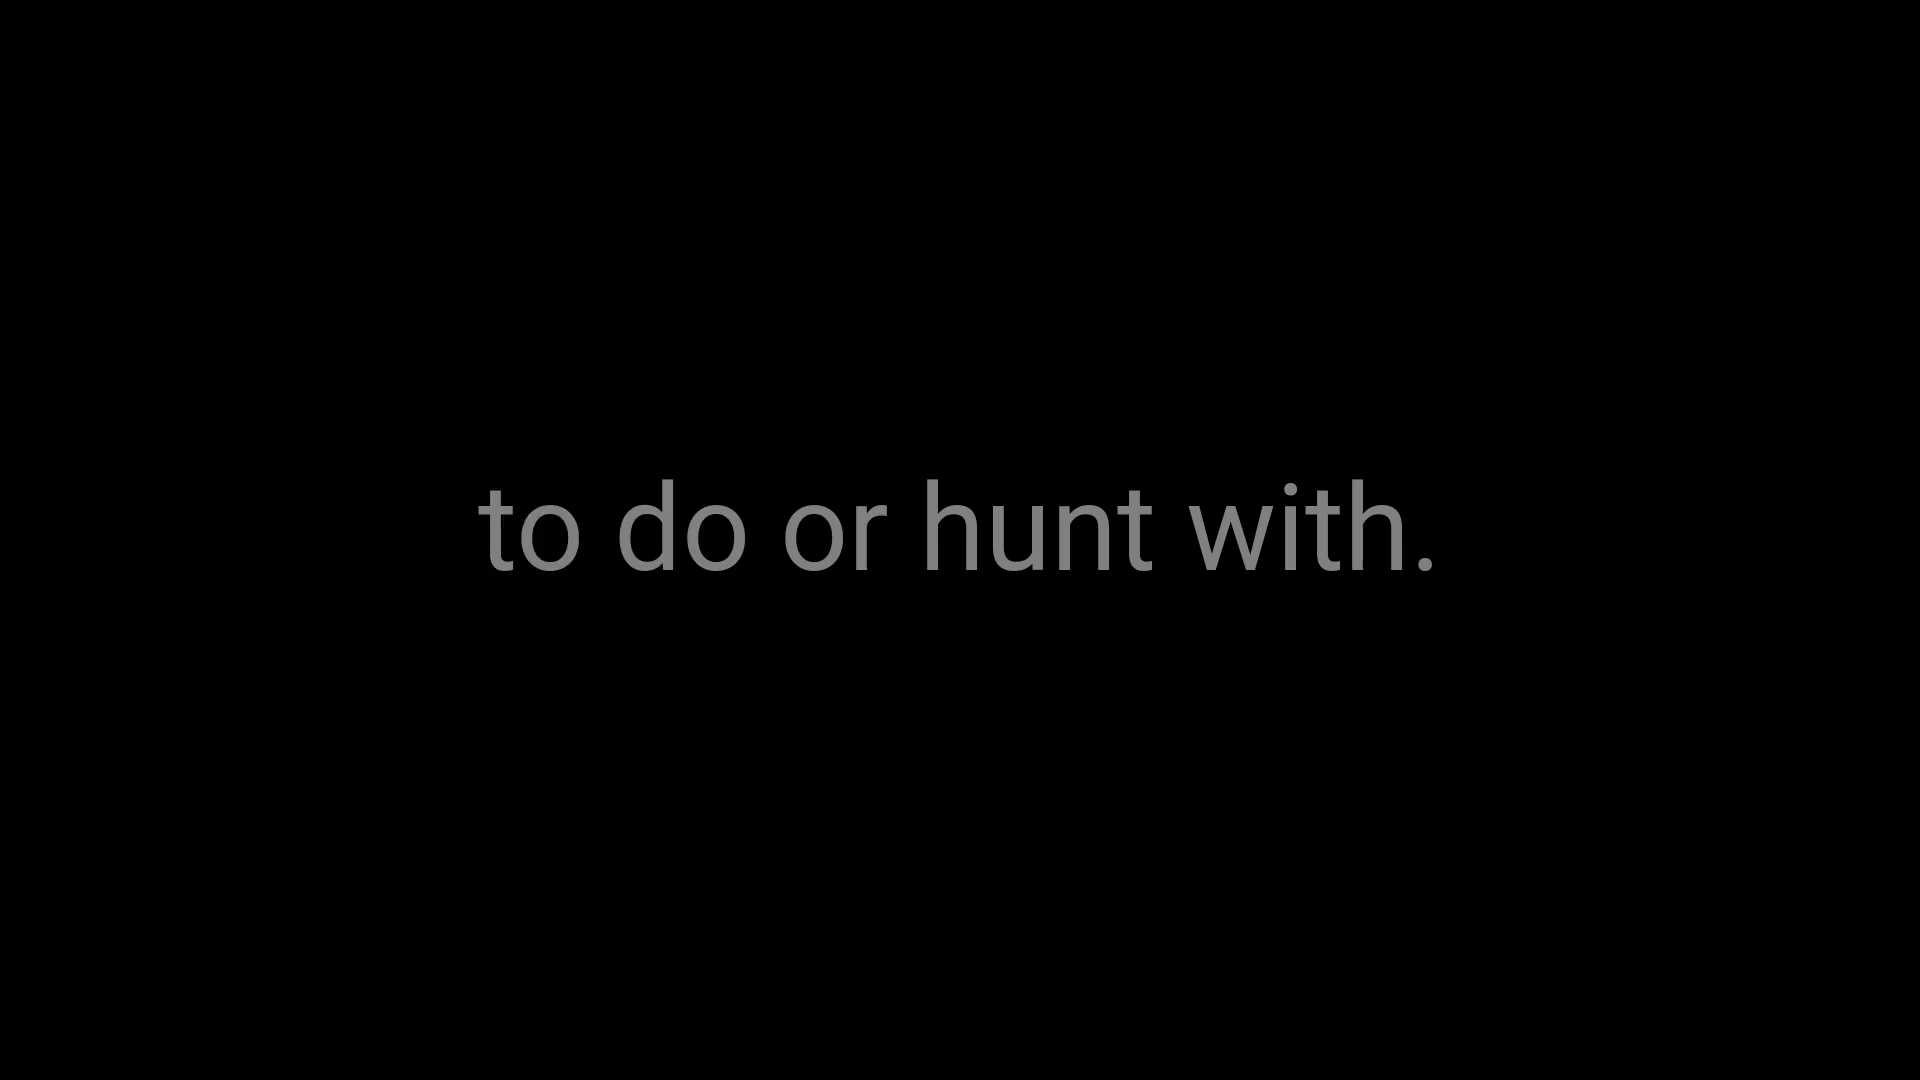 to do or hunt with.